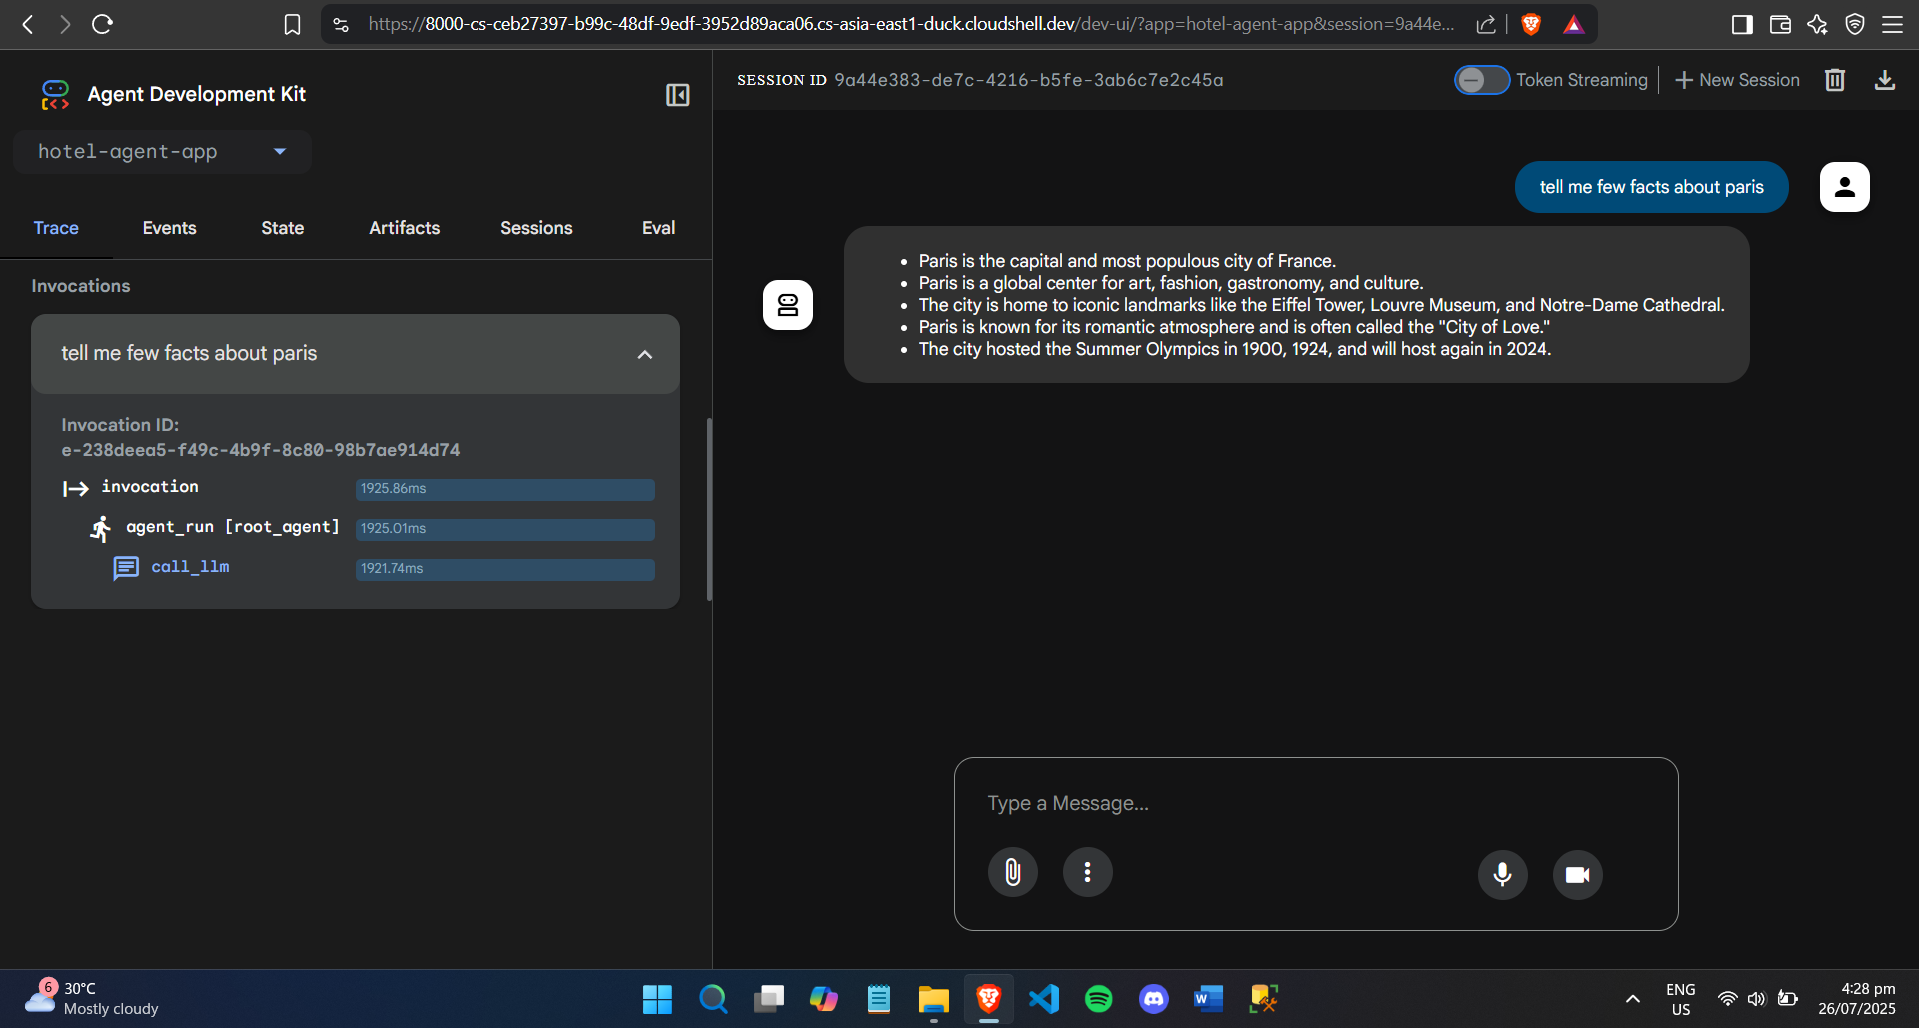 https://8000-cs-ceb27397-b99c-48df-9edf-3952d89aca06.cs-asia-east1-duck.cloudshell.dev/dev-ui/?app=hotel-agent-app&session=9a44e...
Agent Development Kit
hotel-agent-app
Trace Events State Artifacts Sessions Eval
Invocations
tell me few facts about paris
Invocation ID:
e-238deea5-f49c-4b9f-8c80-98b7ae914d74
invocation 1925.86ms
agent_run [root_agent] 1925.01ms
call_llm 1921.74ms
SESSION ID 9a44e383-de7c-4216-b5fe-3ab6c7e2c45a
Token Streaming
New Session
tell me few facts about paris
• Paris is the capital and most populous city of France.
• Paris is a global center for art, fashion, gastronomy, and culture.
• The city is home to iconic landmarks like the Eiffel Tower, Louvre Museum, and Notre-Dame Cathedral.
• Paris is known for its romantic atmosphere and is often called the "City of Love."
• The city hosted the Summer Olympics in 1900, 1924, and will host again in 2024.
Type a Message...
6
30°C
Mostly cloudy
W
ENG
US
4:28 pm
26/07/2025